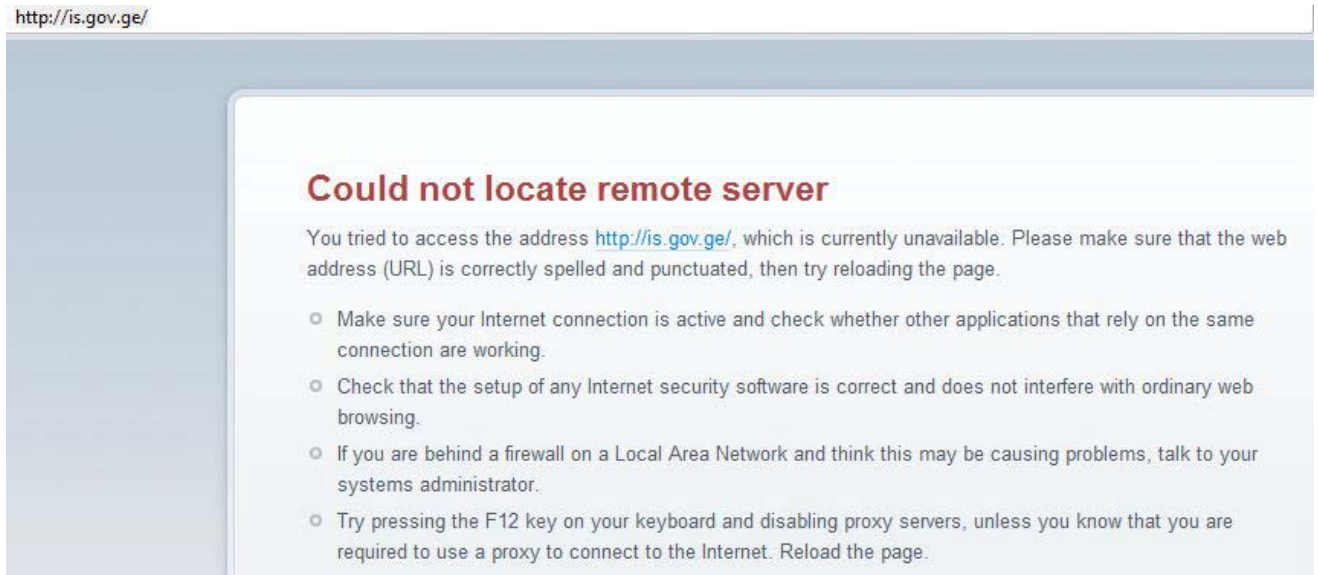 http://is.gov.ge/
Could not locate remote server
You tried to access the address http://is.gov.ge/, which is currently unavailable. Please make sure that the web
address (URL) is correctly spelled and punctuated, then try reloading the page.
Make sure your Internet connection is active and check whether other applications that rely on the same
connection are working.
Check that the setup of any Internet security software is correct and does not interfere with ordinary web
browsing.
If you are behind a firewall on a Local Area Network and think this may be causing problems, talk to your
systems administrator.
Try pressing the F12 key on your keyboard and disabling proxy servers, unless you know that you are
required to use a proxy to connect to the Internet. Reload the page.